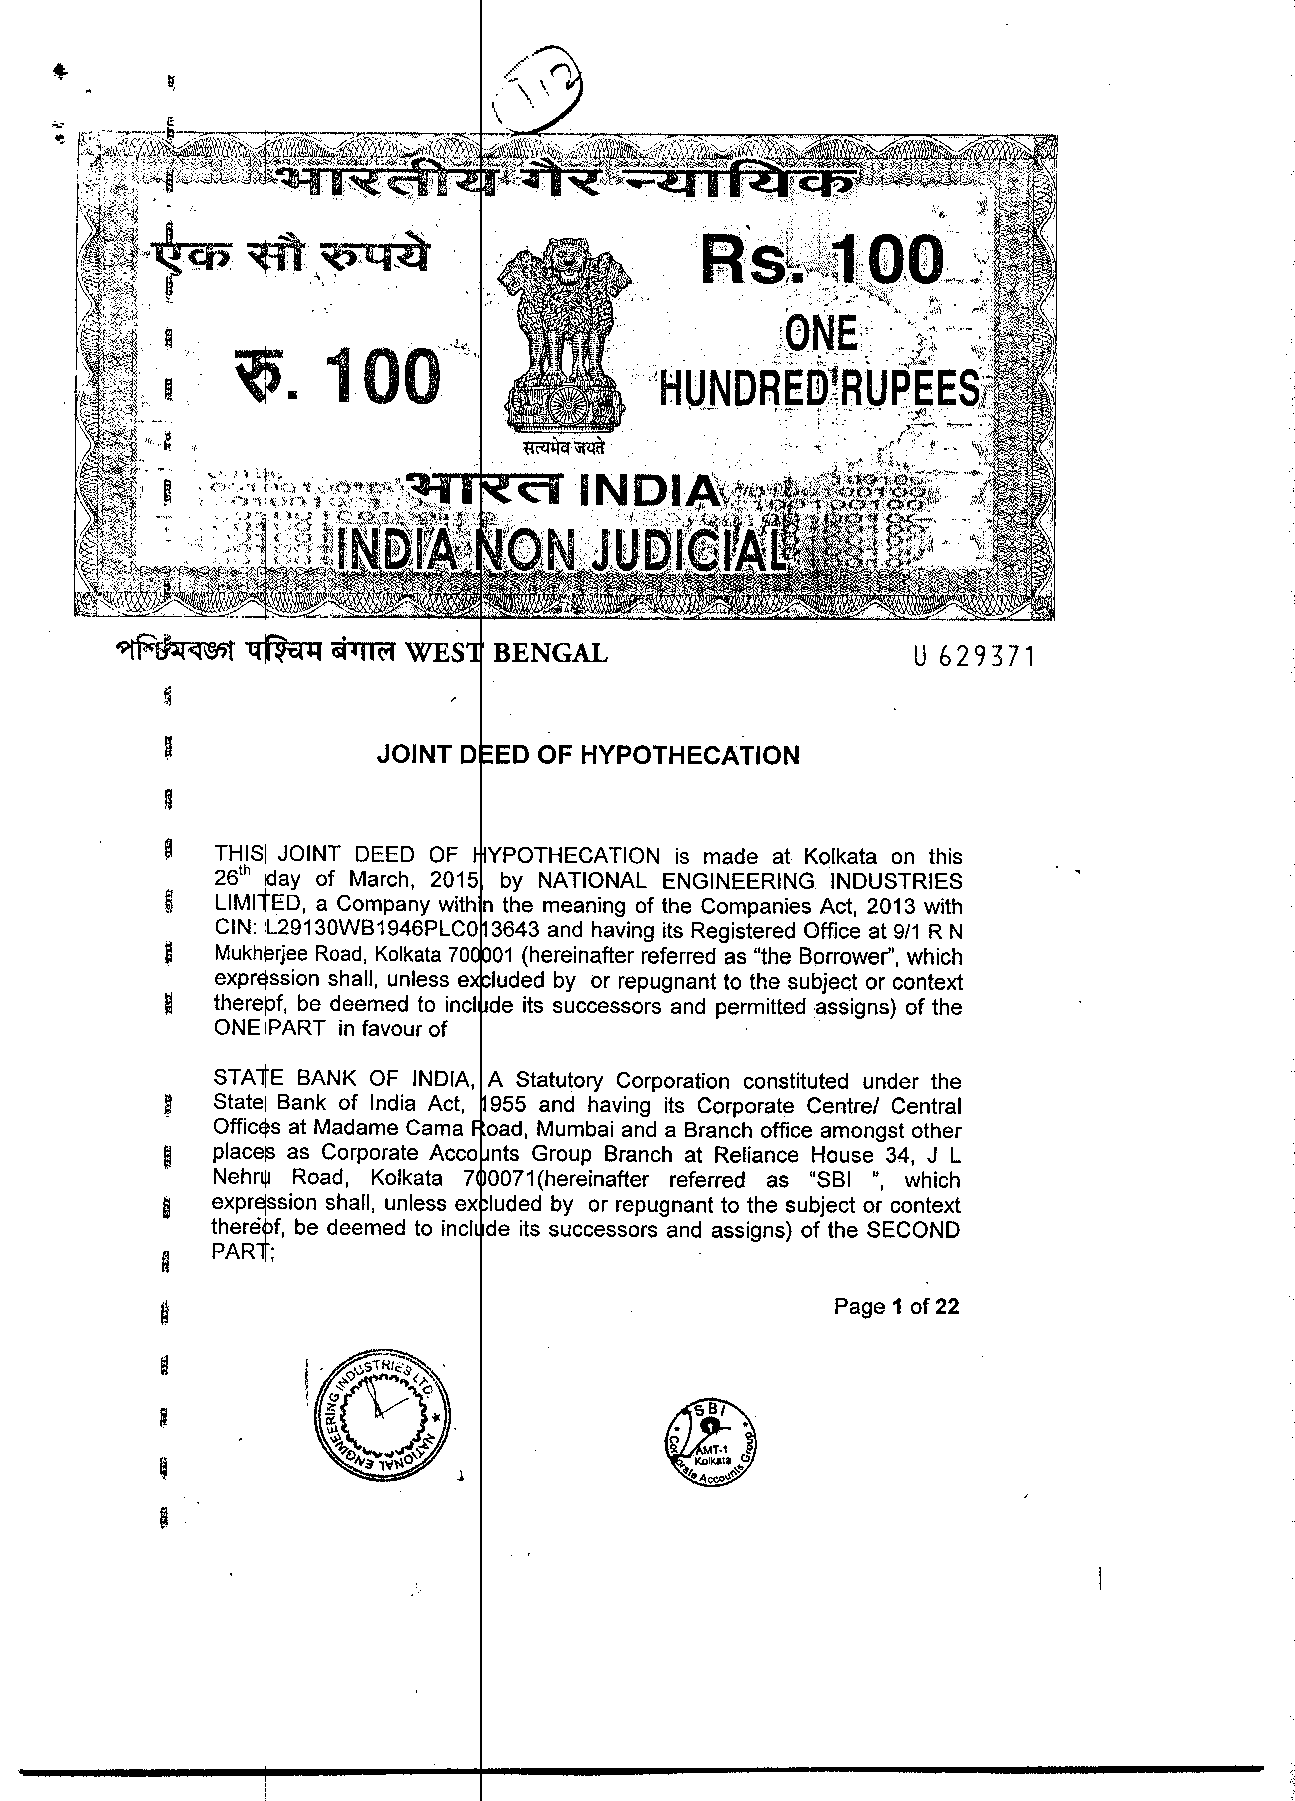 112
भारतीय गैर न्यायिक
एक सौ रुपये
Rs. 100
रु. 100
ONE
HUNDRED RUPEES
सत्यमेव जयते
भारत INDIA
INDIA NON JUDICIAL
পশ্চিমবঙ্গ पश्चिम बंगाल WEST BENGAL
U 629371
JOINT DEED OF HYPOTHECATION
THIS JOINT DEED OF HYPOTHECATION is made at Kolkata on this
26th day of March, 2015 by NATIONAL ENGINEERING INDUSTRIES
LIMITED, a Company within the meaning of the Companies Act, 2013 with
CIN: L29130WB1946PLC013643 and having its Registered Office at 9/1 R N
Mukherjee Road, Kolkata 700001 (hereinafter referred as "the Borrower", which
expression shall, unless excluded by or repugnant to the subject or context
thereof, be deemed to include its successors and permitted assigns) of the
ONE PART in favour of
STATE BANK OF INDIA, A Statutory Corporation constituted under the
State Bank of India Act, 1955 and having its Corporate Centre/ Central
Offices at Madame Cama Road, Mumbai and a Branch office amongst other
places as Corporate Accounts Group Branch at Reliance House 34, J L
Nehru Road, Kolkata 700071(hereinafter referred as "SBI ", which
expression shall, unless excluded by or repugnant to the subject or context
thereof, be deemed to include its successors and assigns) of the SECOND
PART;
Page 1 of 22
NATIONAL ENGINEERING INDUSTRIES LTD.
SBI
AMT-1
Kolkata
Corporate Accounts Group